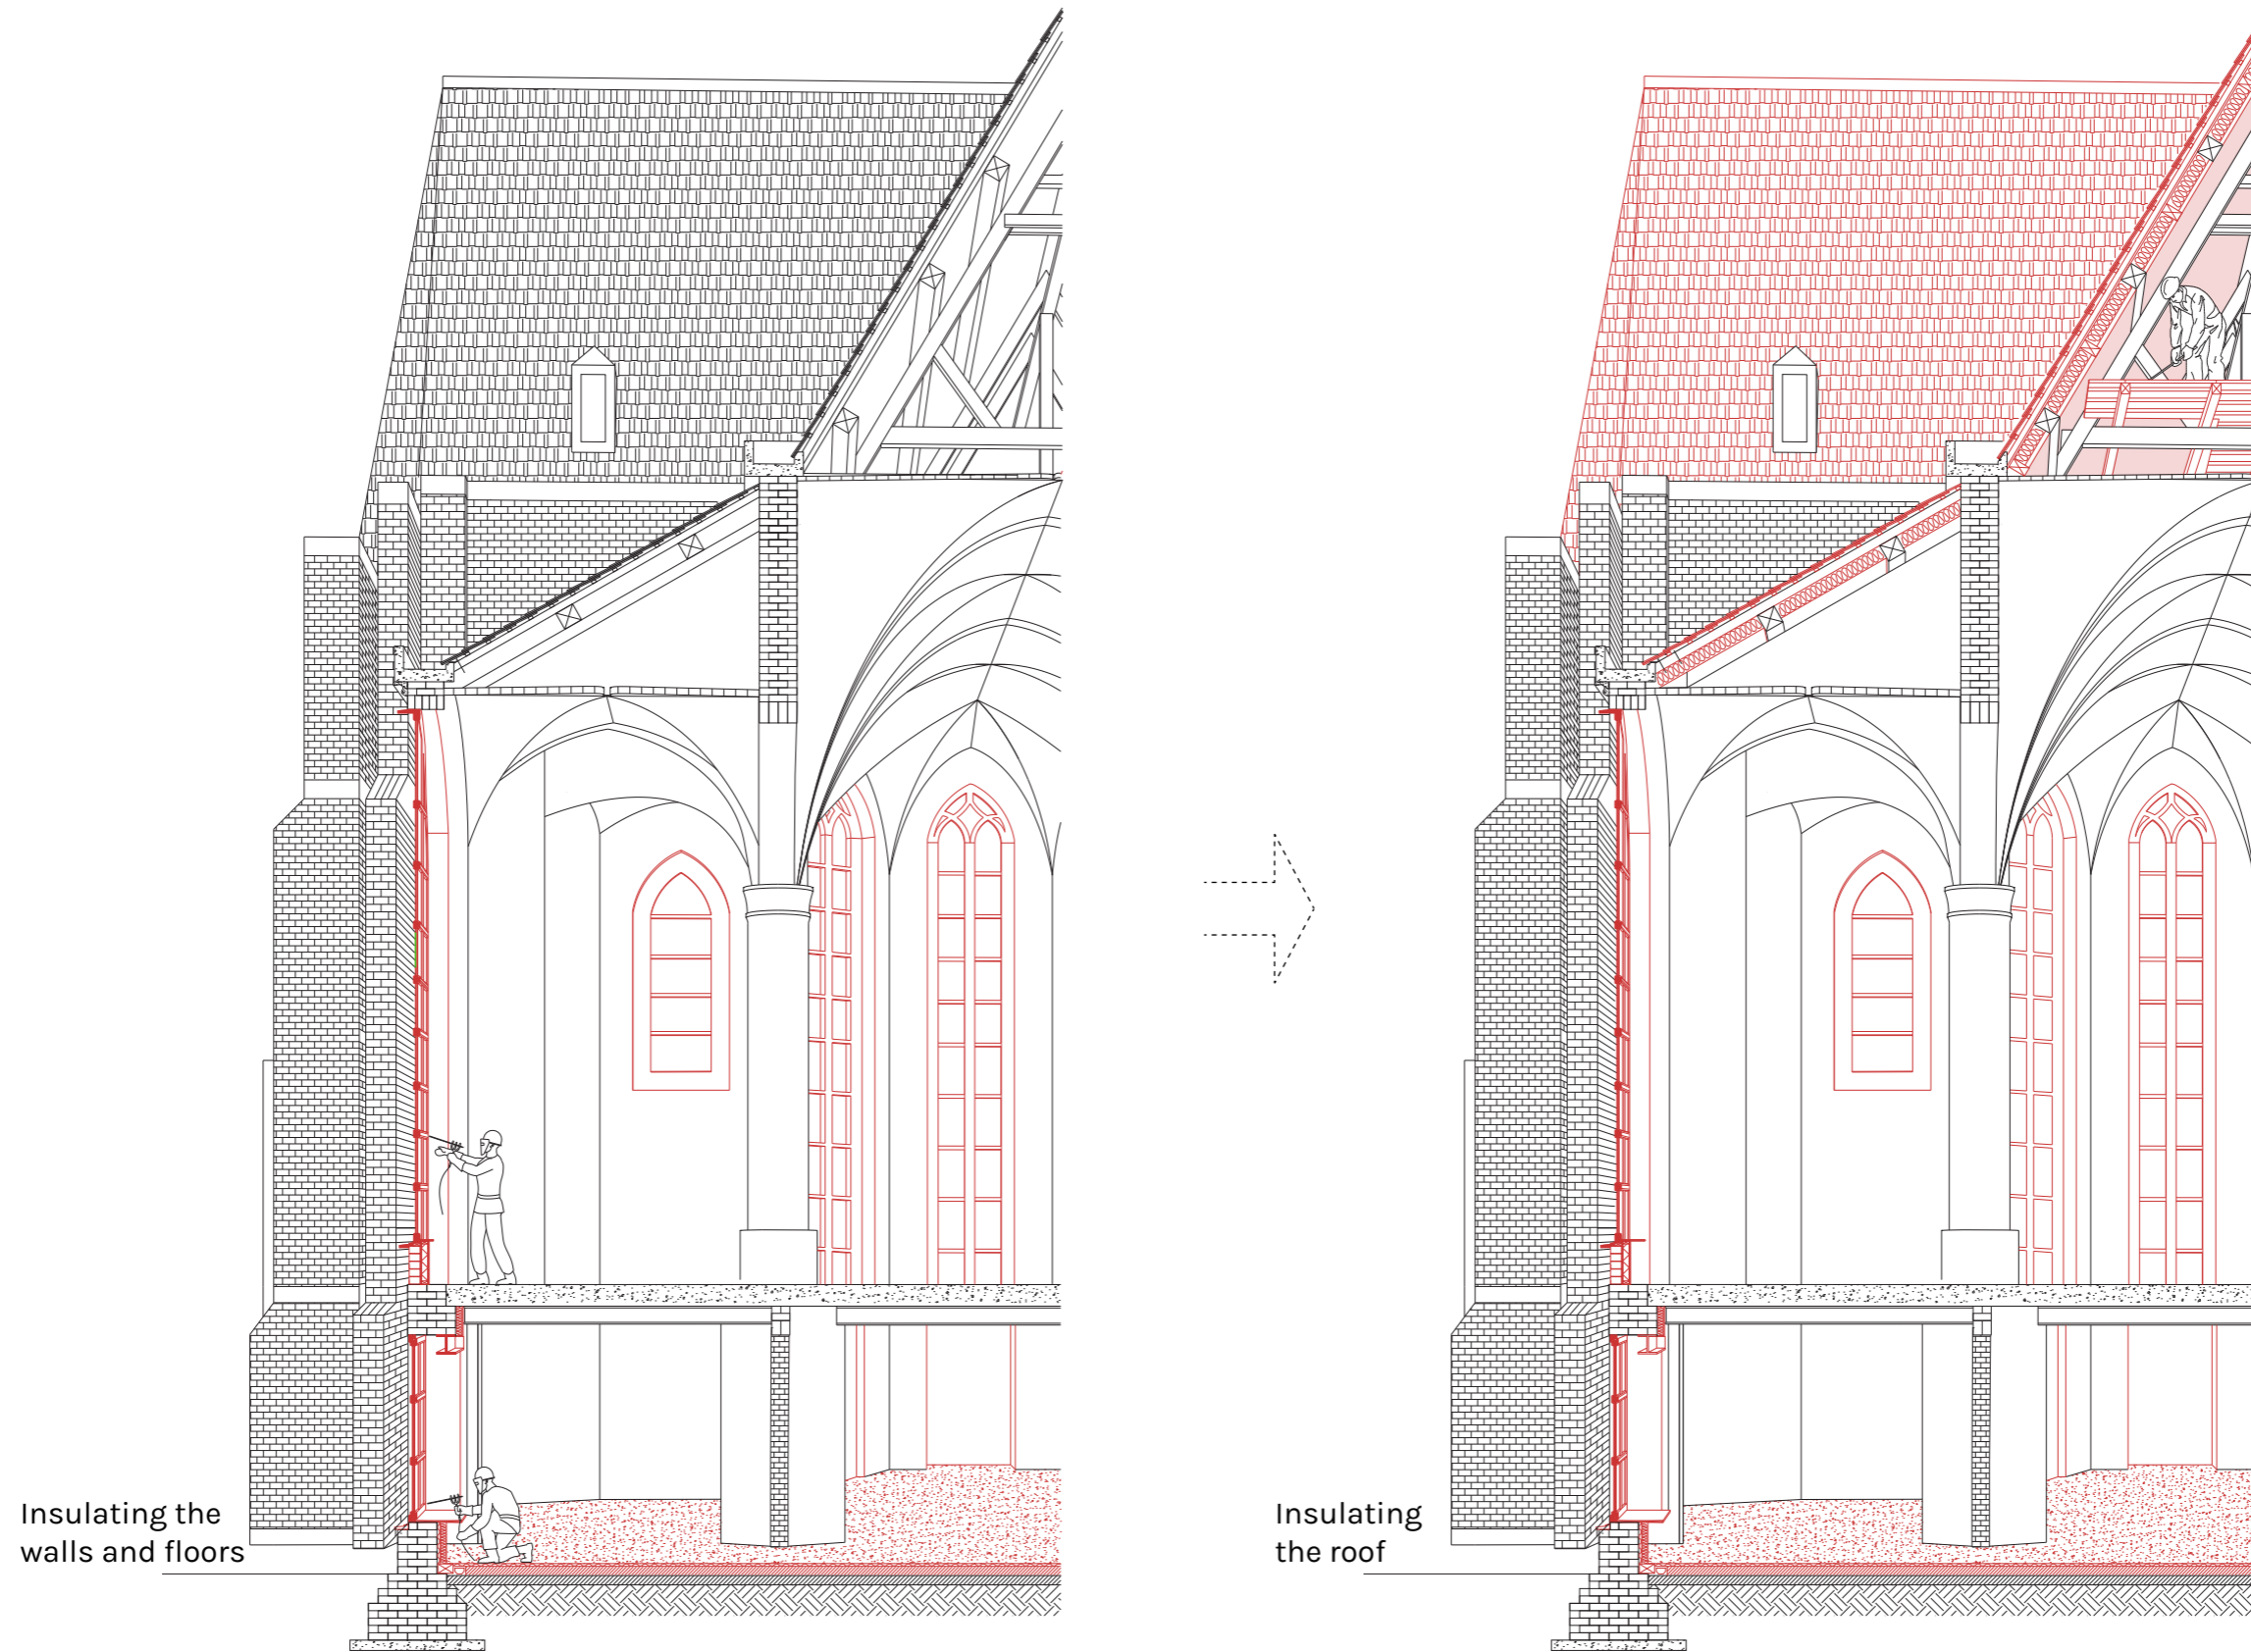 Insulating the
walls and floors
Insulating
the roof